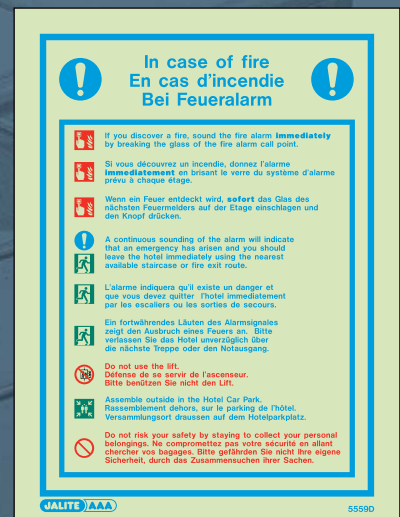 In case of fire
En cas d'incendie
Bei Feueralarm
If you discover a fire, sound the fire alarm immediately
by breaking the glass of the fire alarm call point.
Si vous découvrez un incendie, donnez l'alarme
immediatement en brisant le verre du système d'alarme
prévu à chaque étage.
Wenn ein Feuer entdeckt wird, sofort das Glas des
nächsten Feuermelders auf der Etage einschlagen und
den Knopf drücken.
A continuous sounding of the alarm will indicate
that an emergency has arisen and you should
leave the hotel immediately using the nearest
available staircase or fire exit route.
L'alarme indiquera qu'il existe un danger et
que vous devez quitter l'hotel immediatement
par les escaliers ou les sorties de secours.
Ein fortwährendes Läuten des Alarmsignales
zeigt den Ausbruch eines Feuers an. Bitte
verlassen Sie das Hotel unverzüglich über
die nächste Treppe oder den Notausgang.
Do not use the lift.
Défense de se servir de l'ascenseur.
Bitte benützen Sie nicht den Lift.
Assemble outside in the Hotel Car Park.
Rassemblement dehors, sur le parking de l'hôtel.
Versammlungsort draussen auf dem Hotelparkplatz.
Do not risk your safety by staying to collect your personal
belongings. Ne compromettez pas votre sécurité en allant
chercher vos bagages. Bitte gefährden Sie nicht Ihre eigene
Sicherheit, durch das Zusammensuchen ihrer Sachen.
JALITE AAA
5559D